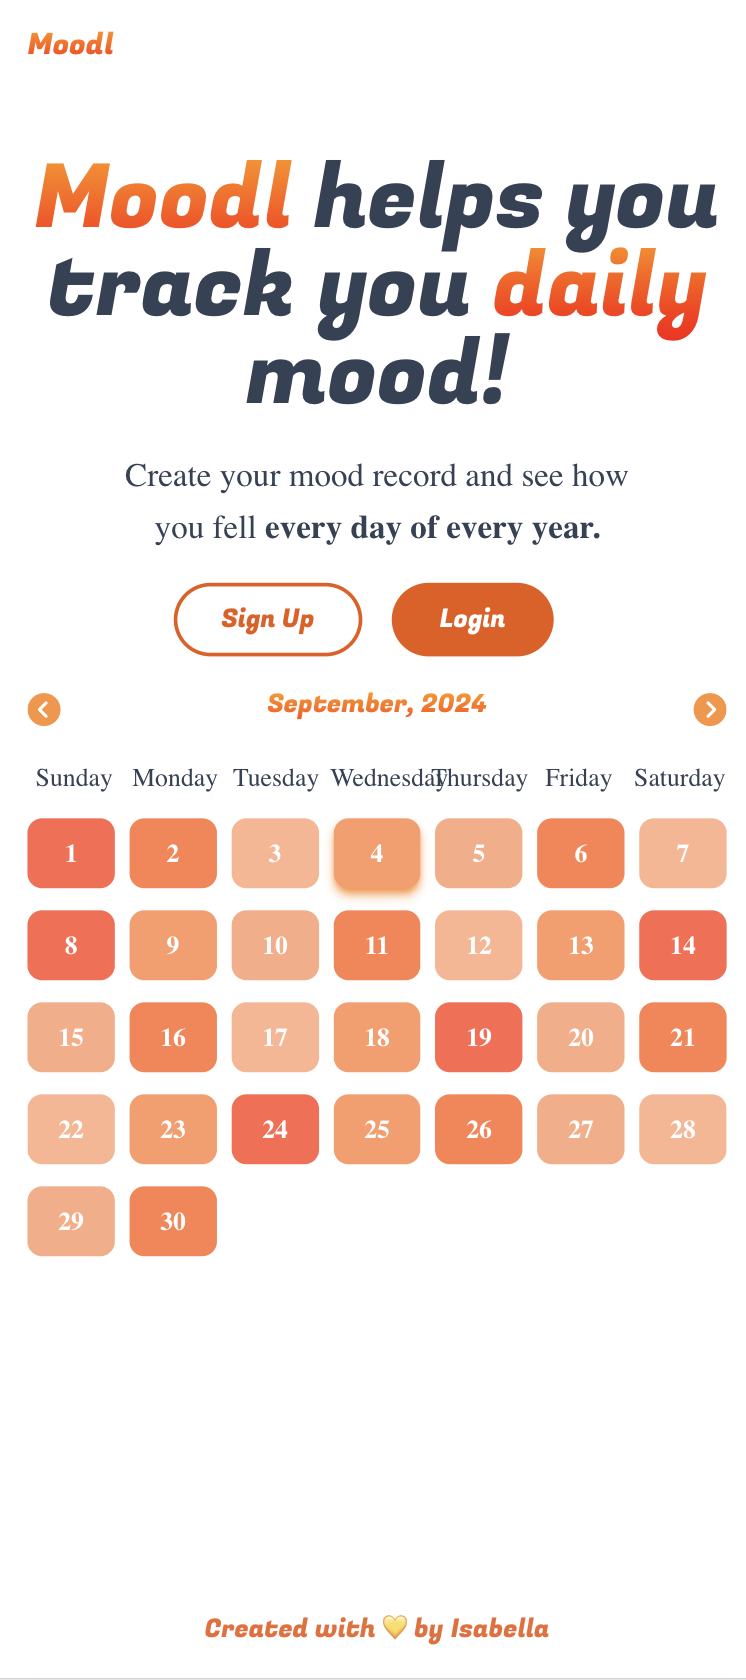 Moodl
Moodl helps you
track you daily
mood!
Create your mood record and see how
you fell every day of every year.
Sign Up Login
September, 2024
Sunday Monday Tuesday Wednesday Thursday Friday Saturday
1 2 3 4 5 6 7
8 9 10 11 12 13 14
15 16 17 18 19 20 21
22 23 24 25 26 27 28
29 30
Created with 💛 by Isabella